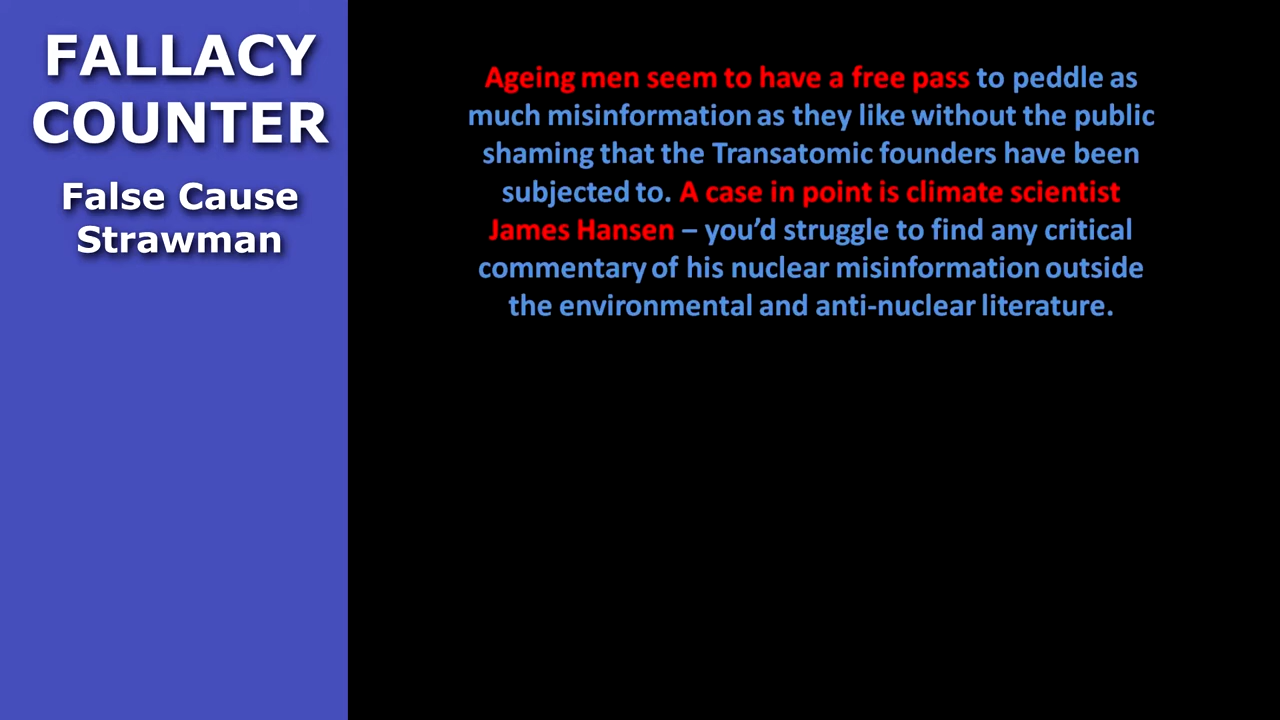 FALLACY
COUNTER
False Cause
Strawman
Ageing men seem to have a free pass to peddle as
much misinformation as they like without the public
shaming that the Transatomic founders have been
subjected to. A case in point is climate scientist
James Hansen – you’d struggle to find any critical
commentary of his nuclear misinformation outside
the environmental and anti-nuclear literature.